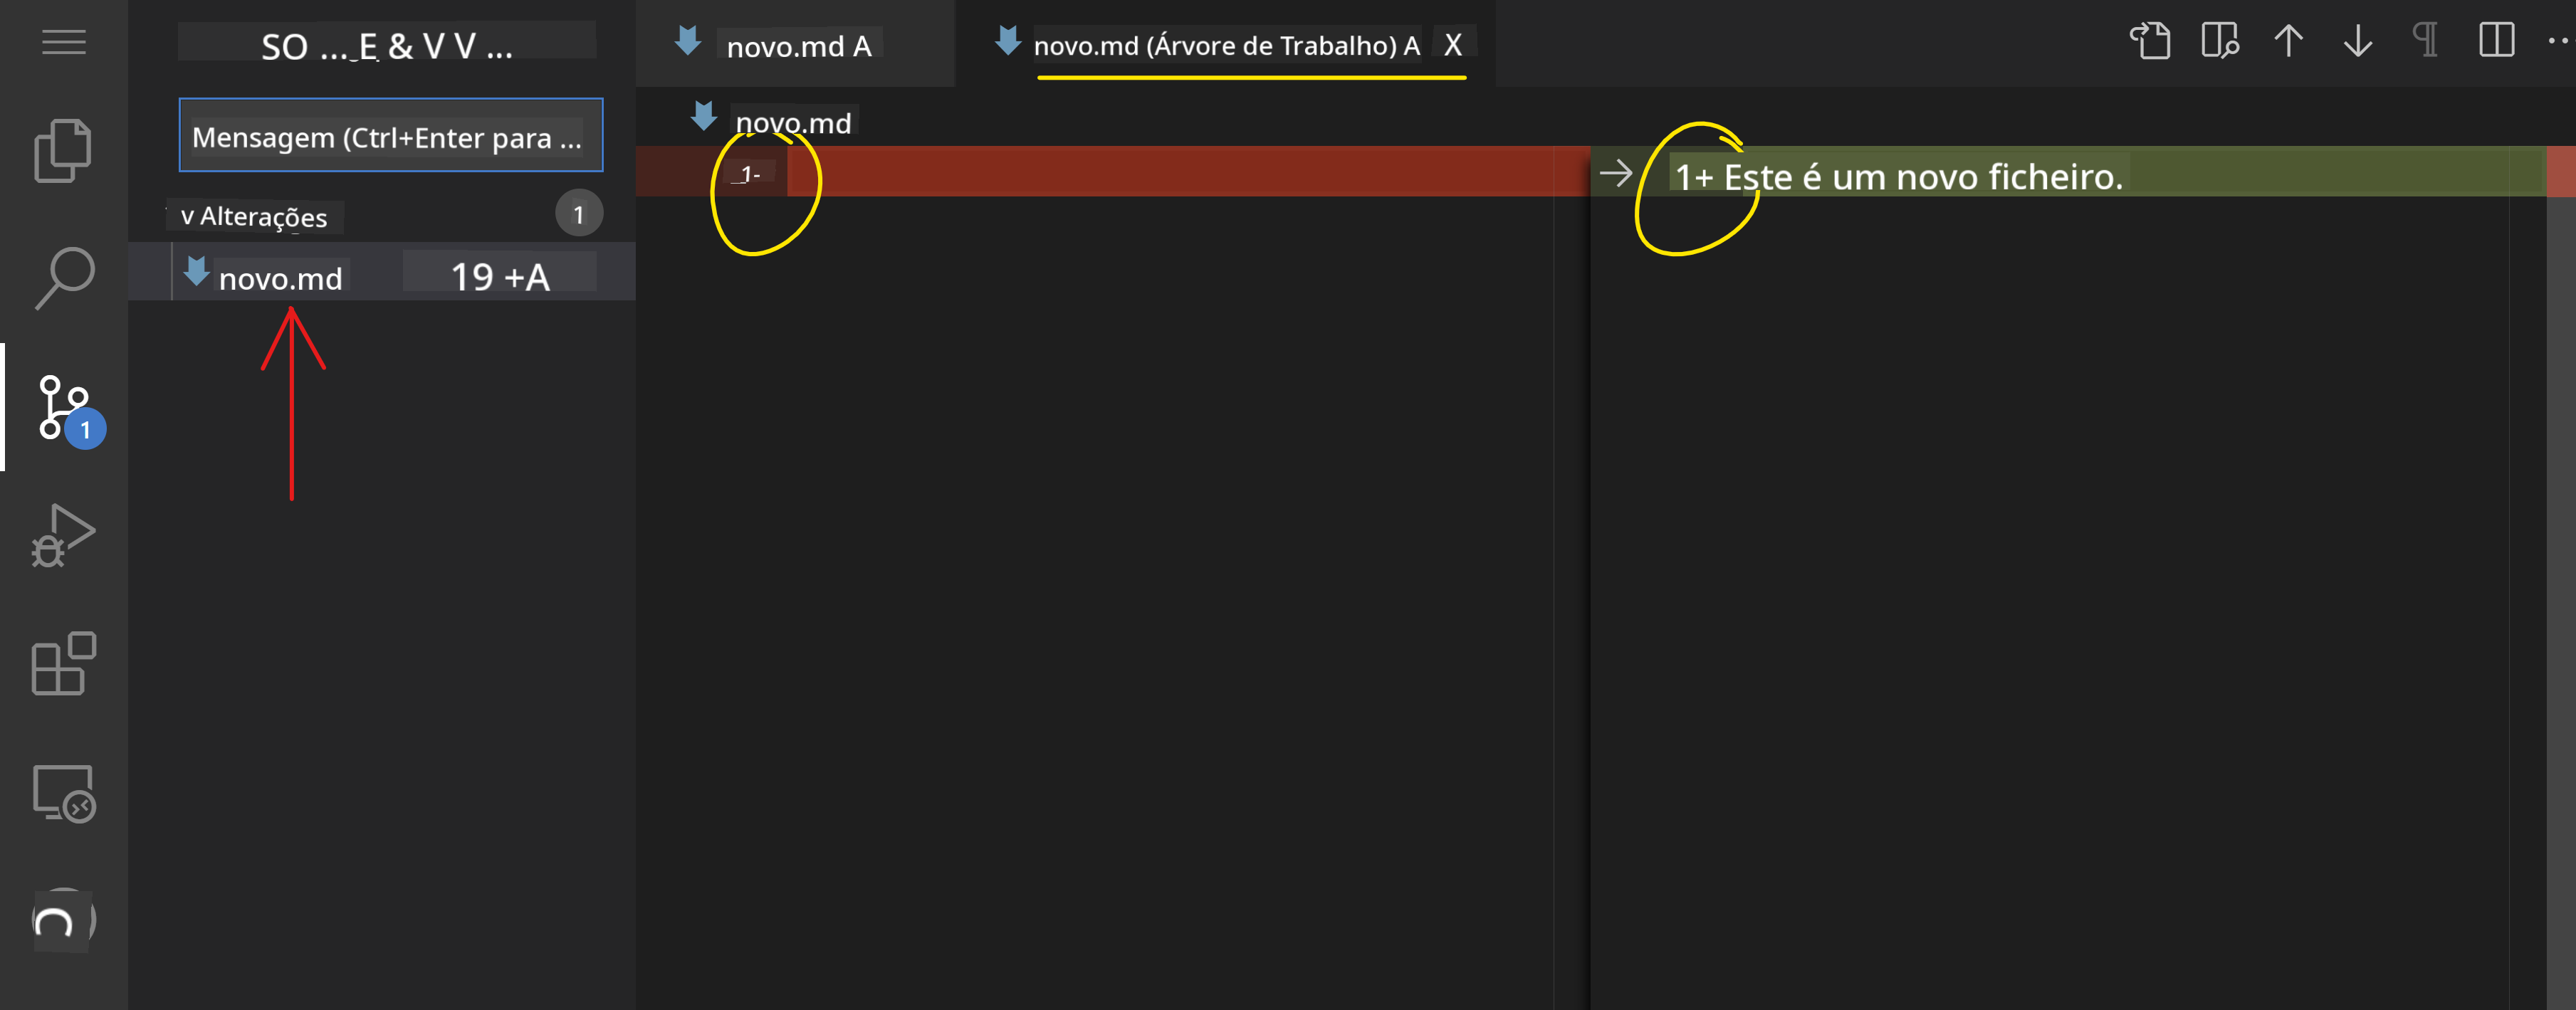 SO ... E & V V ...
novo.md A
novo.md (Árvore de Trabalho) A X
Mensagem (Ctrl+Enter para ...
novo.md
1-
1+ Este é um novo ficheiro.
v Alterações 1
novo.md 19 +A
1